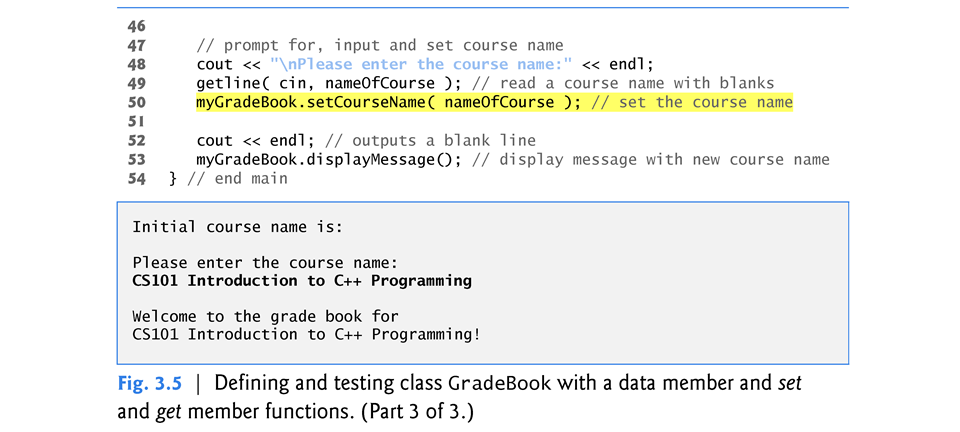 46
47 // prompt for, input and set course name
48 cout << "\nPlease enter the course name:" << endl;
49 getline( cin, nameOfCourse ); // read a course name with blanks
50 myGradeBook.setCourseName( nameOfCourse ); // set the course name
51
52 cout << endl; // outputs a blank line
53 myGradeBook.displayMessage(); // display message with new course name
54 } // end main
Initial course name is:
Please enter the course name:
CS101 Introduction to C++ Programming
Welcome to the grade book for
CS101 Introduction to C++ Programming!
Fig. 3.5 | Defining and testing class GradeBook with a data member and set
and get member functions. (Part 3 of 3.)